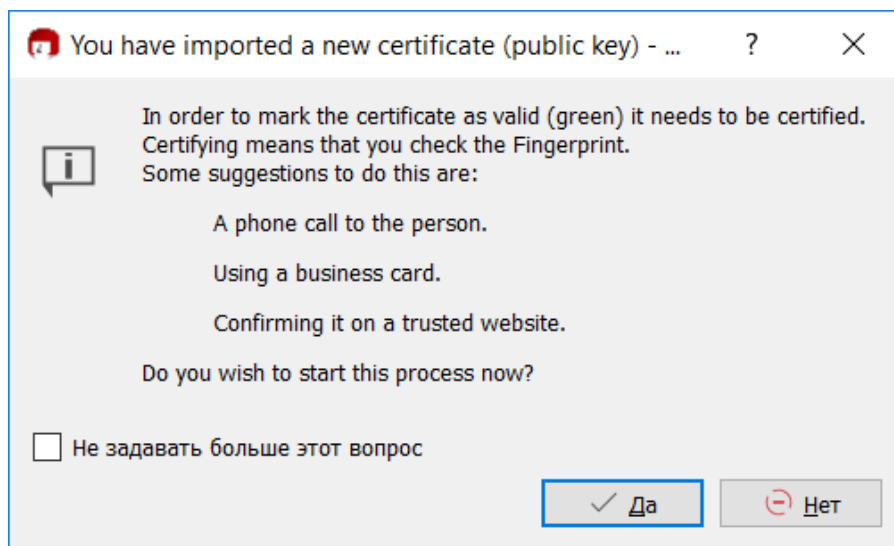 You have imported a new certificate (public key) - ...
?
In order to mark the certificate as valid (green) it needs to be certified.
Certifying means that you check the Fingerprint.
Some suggestions to do this are:
A phone call to the person.
Using a business card.
Confirming it on a trusted website.
Do you wish to start this process now?
Не задавать больше этот вопрос
Да
Нет